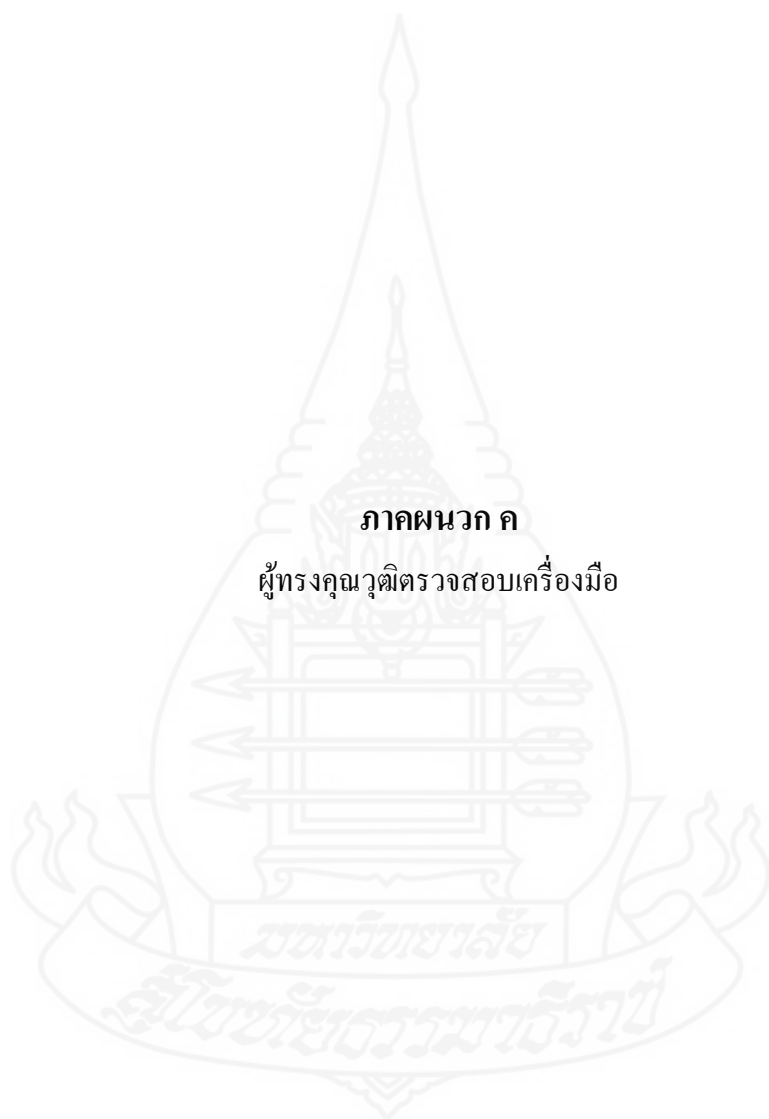 ภาคผนวก ค
ผู้ทรงคุณวุฒิตรวจสอบเครื่องมือ
มหาวิทยาลัย
สุโขทัยธรรมาธิราช